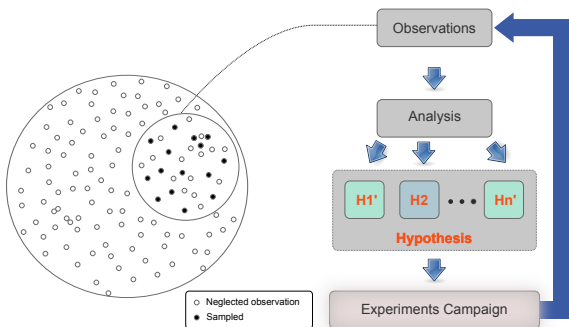 Observations
Analysis
H1' H2 • • • Hn'
Hypothesis
Experiments Campaign
Neglected observation
Sampled